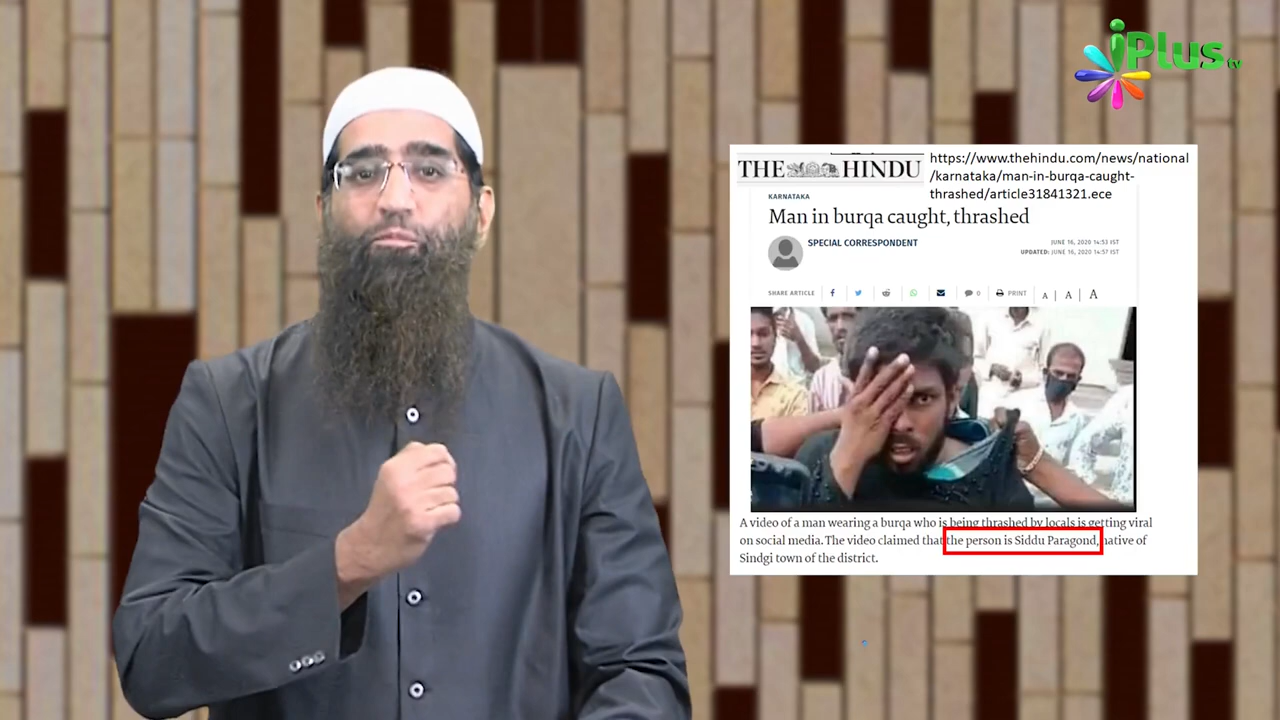 iPlus tv
THE HINDU
https://www.thehindu.com/news/national
/karnataka/man-in-burqa-caught-
thrashed/article31841321.ece
KARNATAKA
Man in burqa caught, thrashed
SPECIAL CORRESPONDENT
JUNE 16, 2020 14:53 IST
UPDATED: JUNE 16, 2020 14:57 IST
SHARE ARTICLE
0
PRINT
A
A
A
A video of a man wearing a burqa who is being thrashed by locals is getting viral
on social media. The video claimed that the person is Siddu Paragond, native of
Sindgi town of the district.